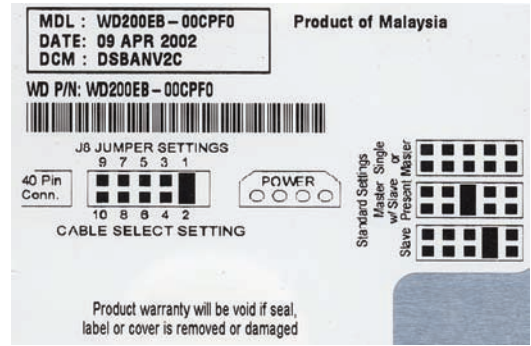 MDL : WD200EB – 00CPF0
DATE: 09 APR 2002
DCM : DSBANV2C
Product of Malaysia
WD P/N: WD200EB – 00CPF0
J8 JUMPER SETTINGS
9 7 5 3 1
40 Pin
Conn.
10 8 6 4 2
CABLE SELECT SETTING
POWER
Standard Settings
Single
or
Master
Master
w/ Slave
Present
Slave
Product warranty will be void if seal,
label or cover is removed or damaged